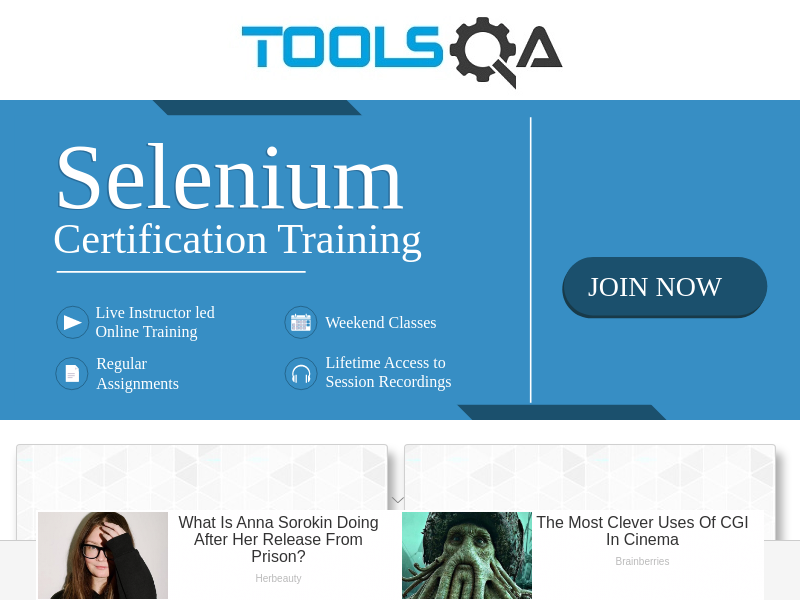 TOOLSQA
Selenium
Certification Training
Live Instructor led
Online Training
Weekend Classes
Regular
Assignments
Lifetime Access to
Session Recordings
JOIN NOW
What Is Anna Sorokin Doing
After Her Release From
Prison?
Herbeauty
The Most Clever Uses Of CGI
In Cinema
Brainberries